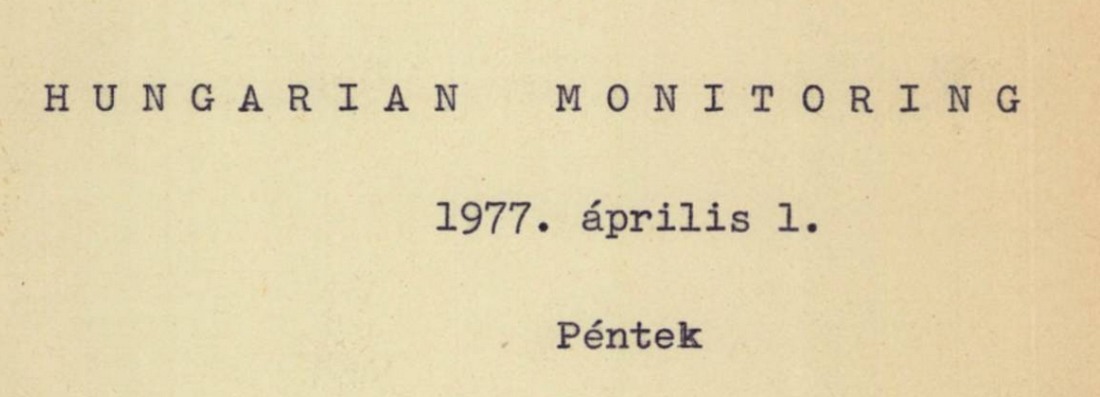 HUNGARIAN MONITORING
1977. április 1.
Péntek